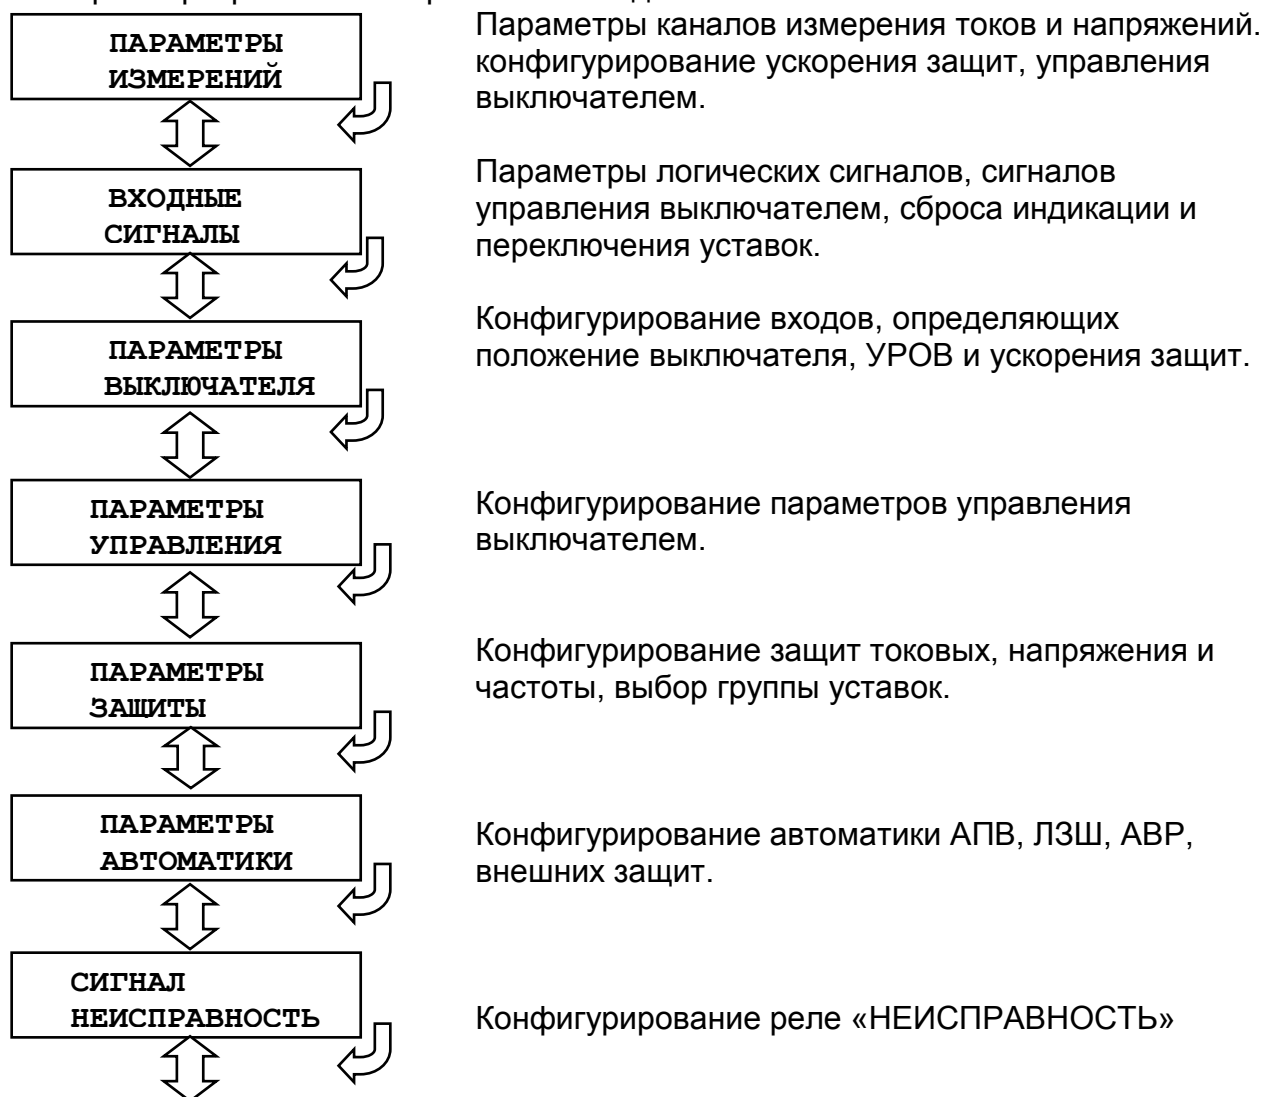 ПАРАМЕТРЫ
ИЗМЕРЕНИЙ
Параметры каналов измерения токов и напряжений.
конфигурирование ускорения защит, управления
выключателем.
ВХОДНЫЕ
СИГНАЛЫ
Параметры логических сигналов, сигналов
управления выключателем, сброса индикации и
переключения уставок.
ПАРАМЕТРЫ
ВЫКЛЮЧАТЕЛЯ
Конфигурирование входов, определяющих
положение выключателя, УРОВ и ускорения защит.
ПАРАМЕТРЫ
УПРАВЛЕНИЯ
Конфигурирование параметров управления
выключателем.
ПАРАМЕТРЫ
ЗАЩИТЫ
Конфигурирование защит токовых, напряжения и
частоты, выбор группы уставок.
ПАРАМЕТРЫ
АВТОМАТИКИ
Конфигурирование автоматики АПВ, ЛЗШ, АВР,
внешних защит.
СИГНАЛ
НЕИСПРАВНОСТЬ
Конфигурирование реле «НЕИСПРАВНОСТЬ»